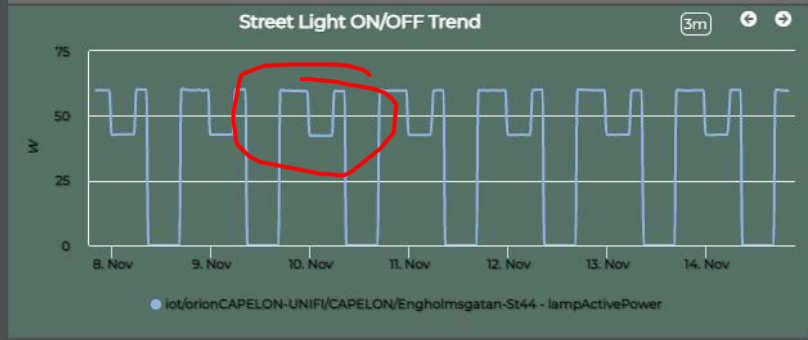 Street Light ON/OFF Trend
3m
75
50
25
0
W
8. Nov 9. Nov 10. Nov 11. Nov 12. Nov 13. Nov 14. Nov
iot/orionCAPELON-UNIFI/CAPELON/Engholmsgatan-St44 - lampActivePower